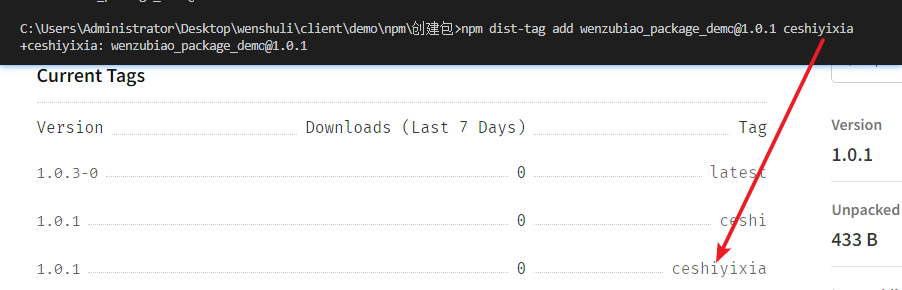 C:\Users\Administrator\Desktop\wenshuli\client\demo\npm\创建包>npm dist-tag add wenzubiao_package_demo@1.0.1 ceshiyixia
+ceshiyixia: wenzubiao_package_demo@1.0.1
Current Tags
Version Downloads (Last 7 Days) Tag
1.0.3-0 0 latest
1.0.1 0 ceshi
1.0.1 0 ceshiyixia
Version
1.0.1
Unpacked
433 B